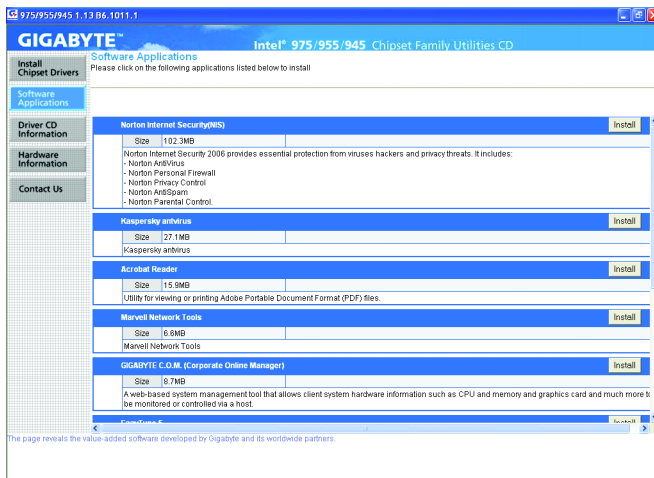 975/955/945 1.13 B6.1011.1
GIGABYTE™
Intel® 975/955/945 Chipset Family Utilities CD
Install
Chipset Drivers
Software
Applications
Driver CD
Information
Hardware
Information
Contact Us
Software Applications
Please click on the following applications listed below to install
Norton Internet Security(NIS)
Install
Size 102.3MB
Norton Internet Security 2006 provides essential protection from viruses hackers and privacy threats. It includes:
- Norton AntiVirus
- Norton Personal Firewall
- Norton Privacy Control
- Norton AntiSpam
- Norton Parental Control.
Kaspersky antvirus
Install
Size 27.1MB
Kaspersky antvirus
Acrobat Reader
Install
Size 15.9MB
Utility for viewing or printing Adobe Portable Document Format (PDF) files.
Marvell Network Tools
Install
Size 6.6MB
Marvell Network Tools
GIGABYTE C.O.M. (Corporate Online Manager)
Install
Size 8.7MB
A web-based system management tool that allows client system hardware information such as CPU and memory and graphics card and much more to
be monitored or controlled via a host.
The page reveals the value-added software developed by Gigabyte and its worldwide partners.